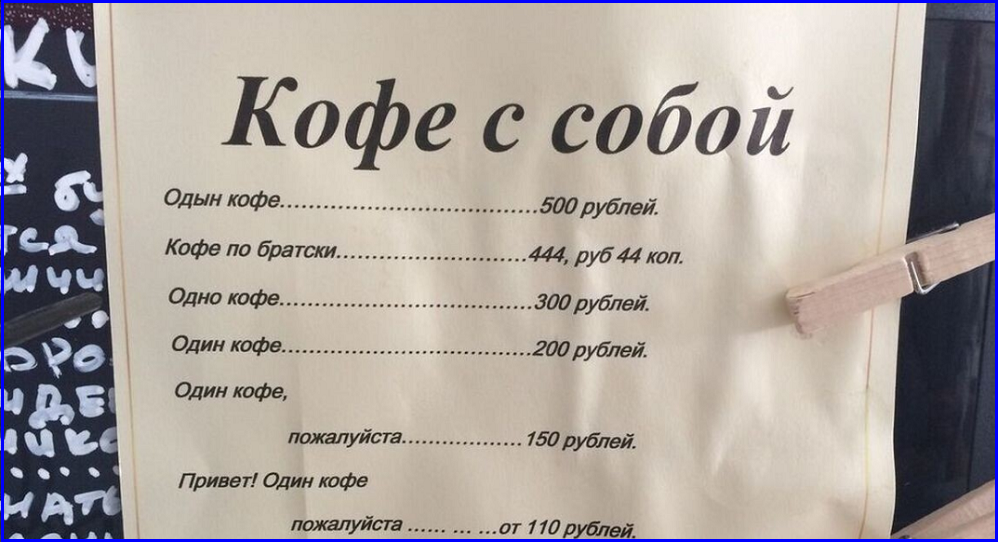 Кофе с собой
Одын кофе..................................500 рублей.
Кофе по братски.........................444, руб 44 коп.
Одно кофе.................................300 рублей.
Один кофе.................................200 рублей.
Один кофе,
пожалуйста................150 рублей.
Привет! Один кофе
пожалуйста ...... ... ...от 110 рублей.